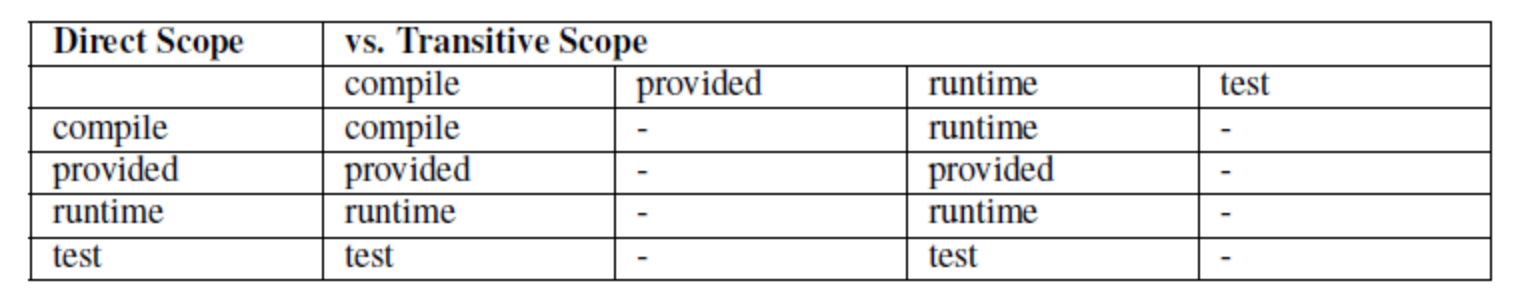 Direct Scope vs. Transitive Scope
compile provided runtime test
compile compile - runtime -
provided provided - provided -
runtime runtime - runtime -
test test - test -